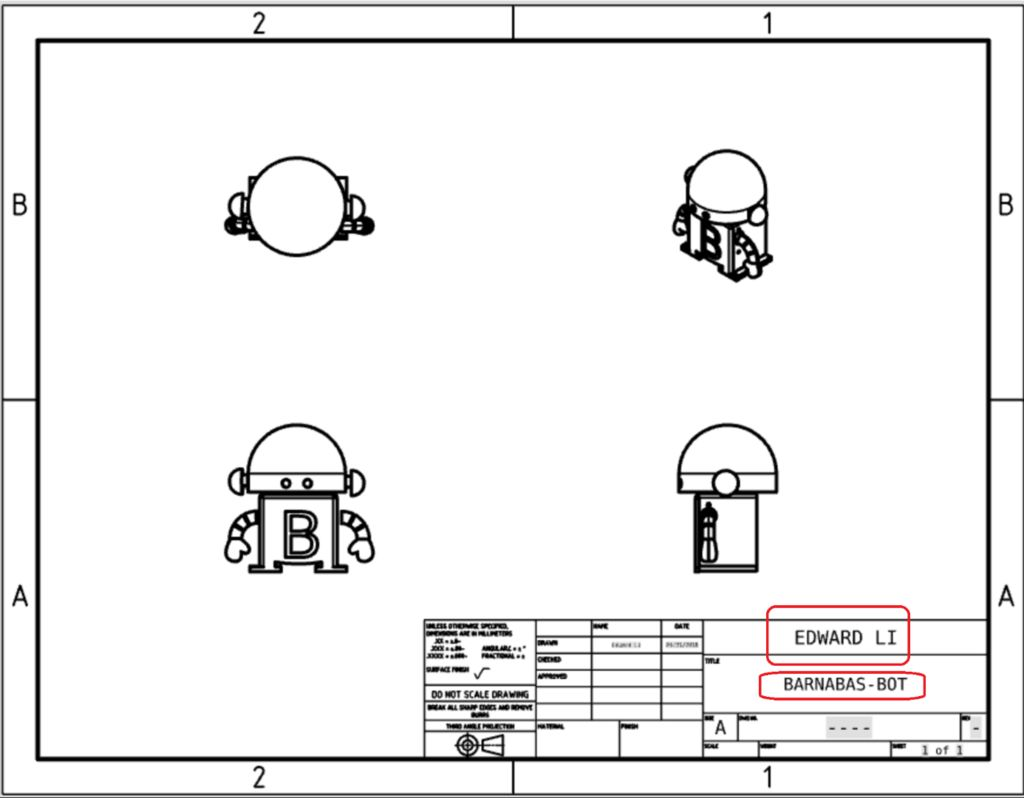 2 1
B B
B
B
A A
UNLESS OTHERWISE SPECIFIED, NAME DATE
DIMENSIONS ARE IN MILLIMETERS
DRAWN EDWARD LI EDWARD LI
CHECKED
SURFACE FINISH APPROVED TITLE
BARNABAS-BOT
DO NOT SCALE DRAWING
BREAK ALL SHARP EDGES AND REMOVE
BURRS
SIZE DWG NO. REV
A ---- -
THIRD ANGLE PROJECTION MATERIAL FINISH
SCALE WEIGHT SHEET 1 of 1
2 1